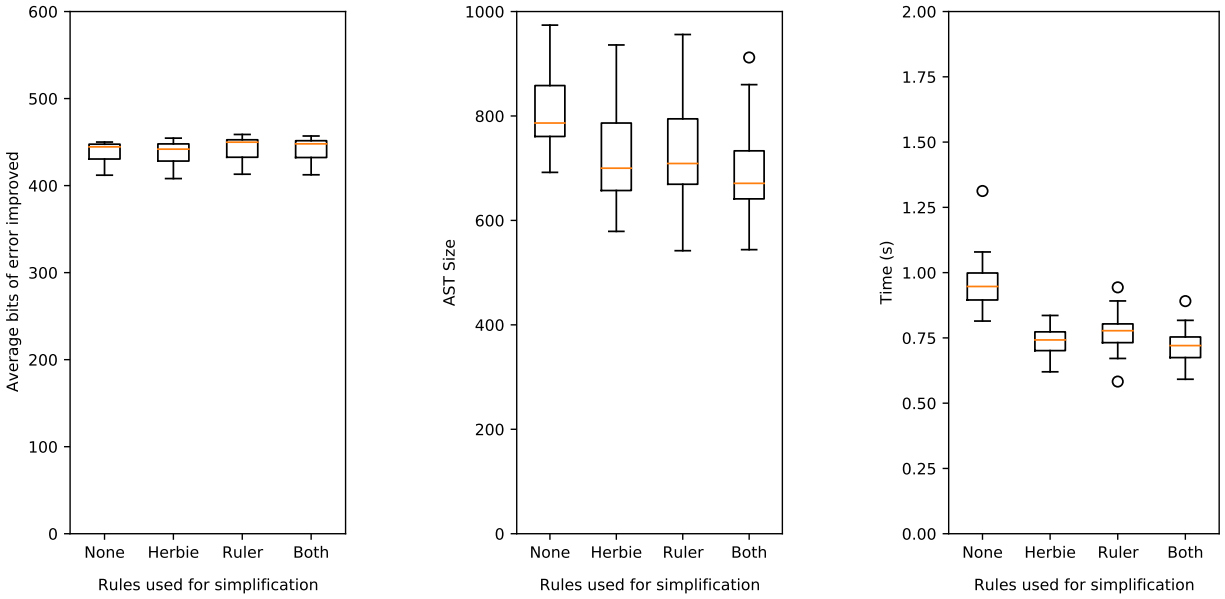 Average bits of error improved
600
500
400
300
200
100
0
None Herbie Ruler Both
Rules used for simplification
AST Size
1000
800
600
400
200
0
None Herbie Ruler Both
Rules used for simplification
Time (s)
2.00
1.75
1.50
1.25
1.00
0.75
0.50
0.25
0.00
None Herbie Ruler Both
Rules used for simplification